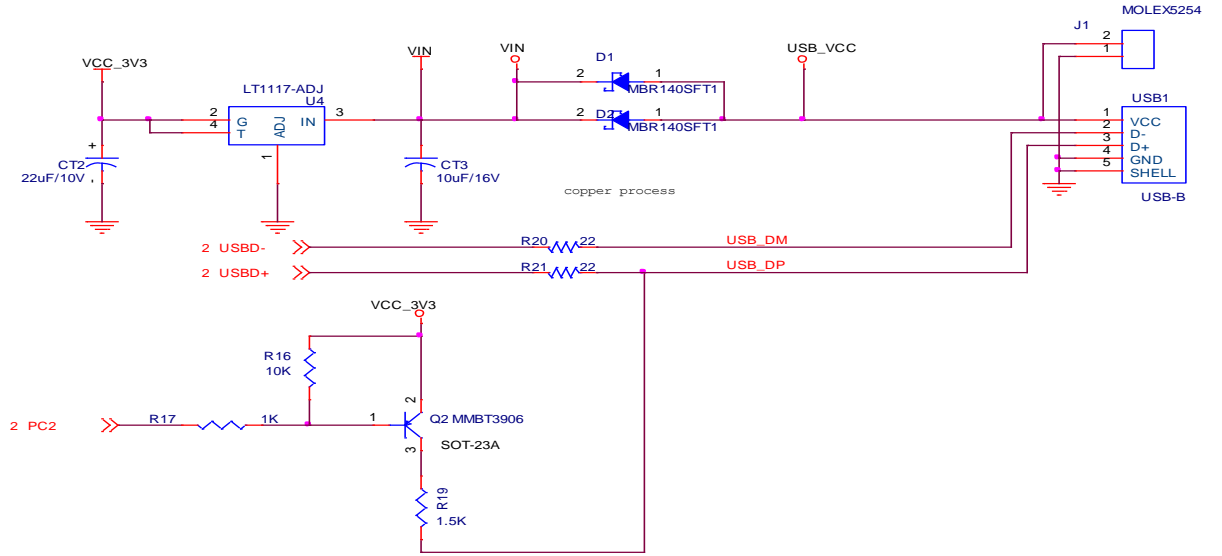 MOLEX5254
J1
2
1
VCC_3V3
VIN
VIN
D1
USB_VCC
2
1
MBR140SFT1
LT1117-ADJ
U4
2
G
IN
3
4
T
ADJ
1
D2
2
1
MBR140SFT1
USB1
1
VCC
2
D-
3
D+
4
GND
5
SHELL
USB-B
+
CT2
22uF/10V
-
CT3
10uF/16V
copper process
2 USBD-
R20
22
USB_DM
2 USBD+
R21
22
USB_DP
VCC_3V3
R16
10K
2
2 PC2
R17
1K
1
Q2 MMBT3906
SOT-23A
3
R19
1.5K